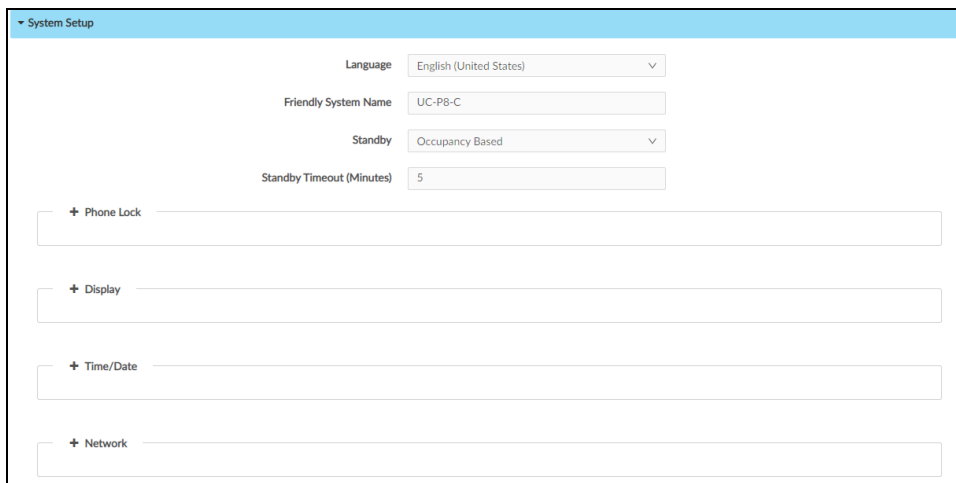 System Setup
Language English (United States)
Friendly System Name UC-P8-C
Standby Occupancy Based
Standby Timeout (Minutes) 5
+ Phone Lock
+ Display
+ Time/Date
+ Network